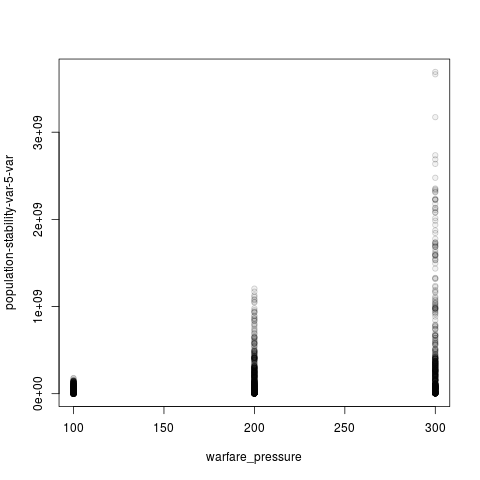 population-stability-var-5-var
3e+09
2e+09
1e+09
0e+00
100 150 200 250 300
warfare_pressure